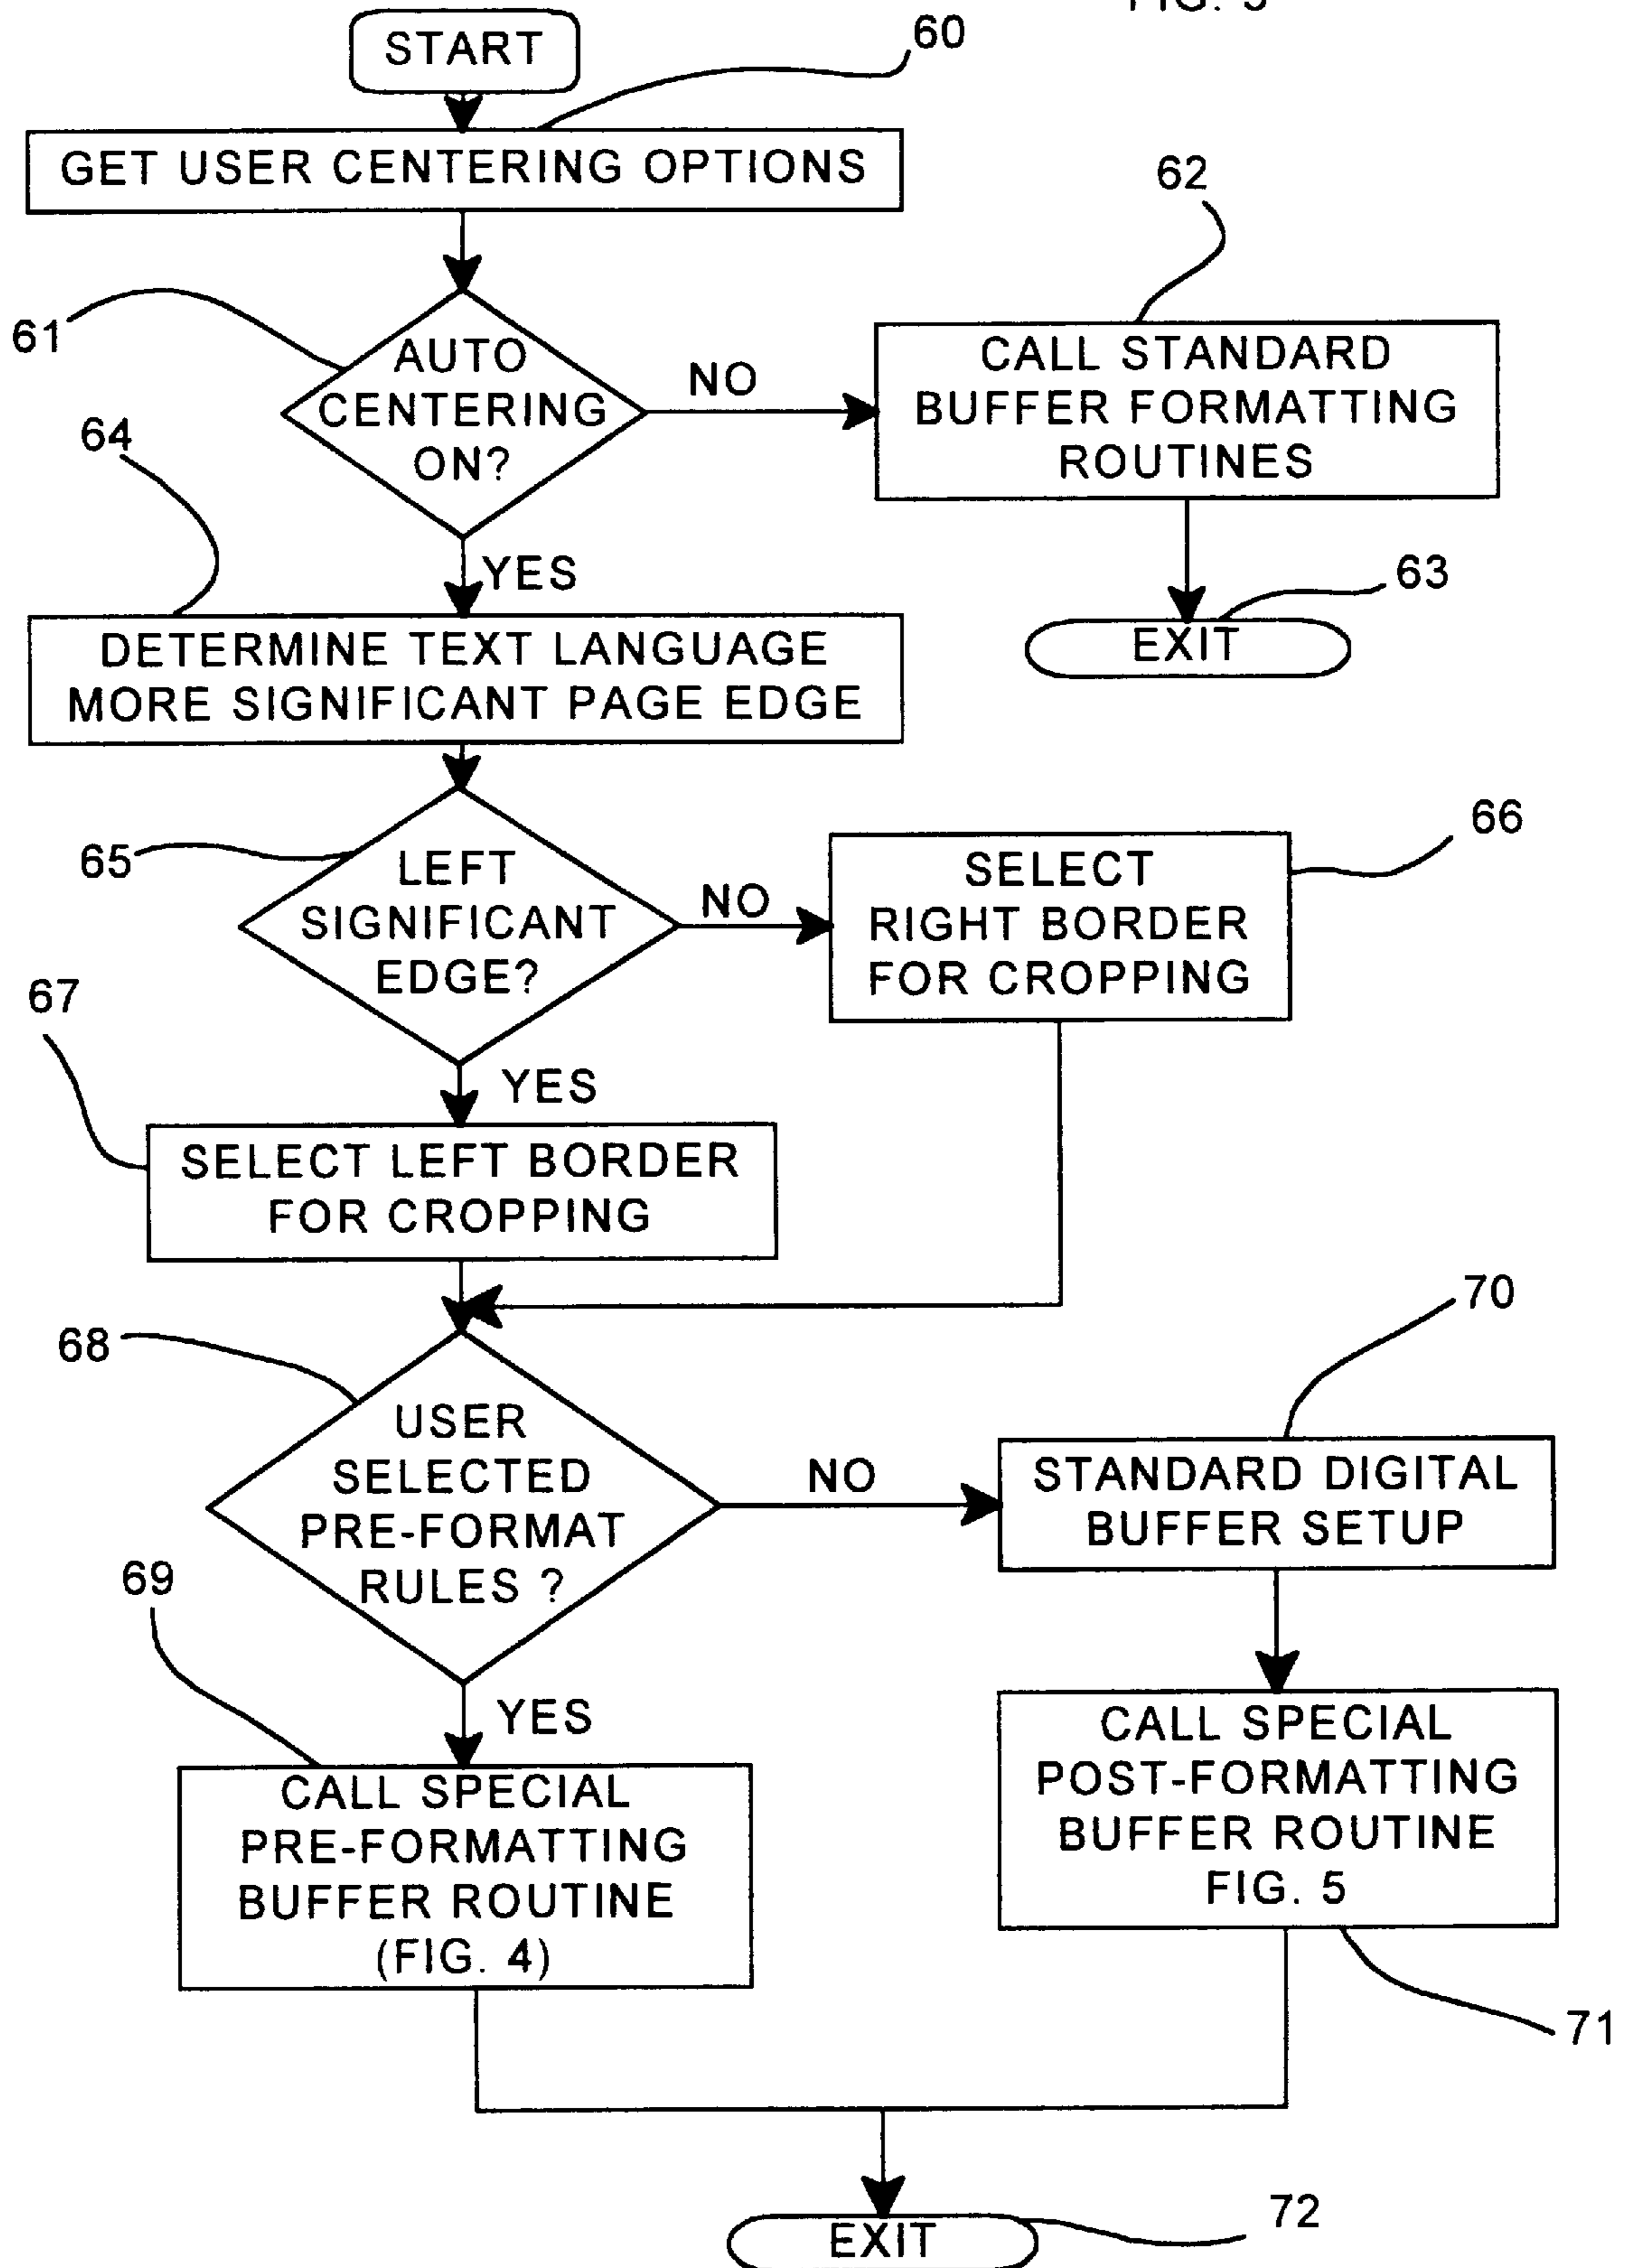 FIG. 3
START
60
GET USER CENTERING OPTIONS
62
61
AUTO
CENTERING
ON?
NO
CALL STANDARD
BUFFER FORMATTING
ROUTINES
64
YES
63
EXIT
DETERMINE TEXT LANGUAGE
MORE SIGNIFICANT PAGE EDGE
66
65
LEFT
SIGNIFICANT
EDGE?
NO
SELECT
RIGHT BORDER
FOR CROPPING
67
YES
SELECT LEFT BORDER
FOR CROPPING
70
68
USER
SELECTED
PRE-FORMAT
RULES ?
NO
STANDARD DIGITAL
BUFFER SETUP
69
YES
CALL SPECIAL
PRE-FORMATTING
BUFFER ROUTINE
(FIG. 4)
CALL SPECIAL
POST-FORMATTING
BUFFER ROUTINE
FIG. 5
71
72
EXIT